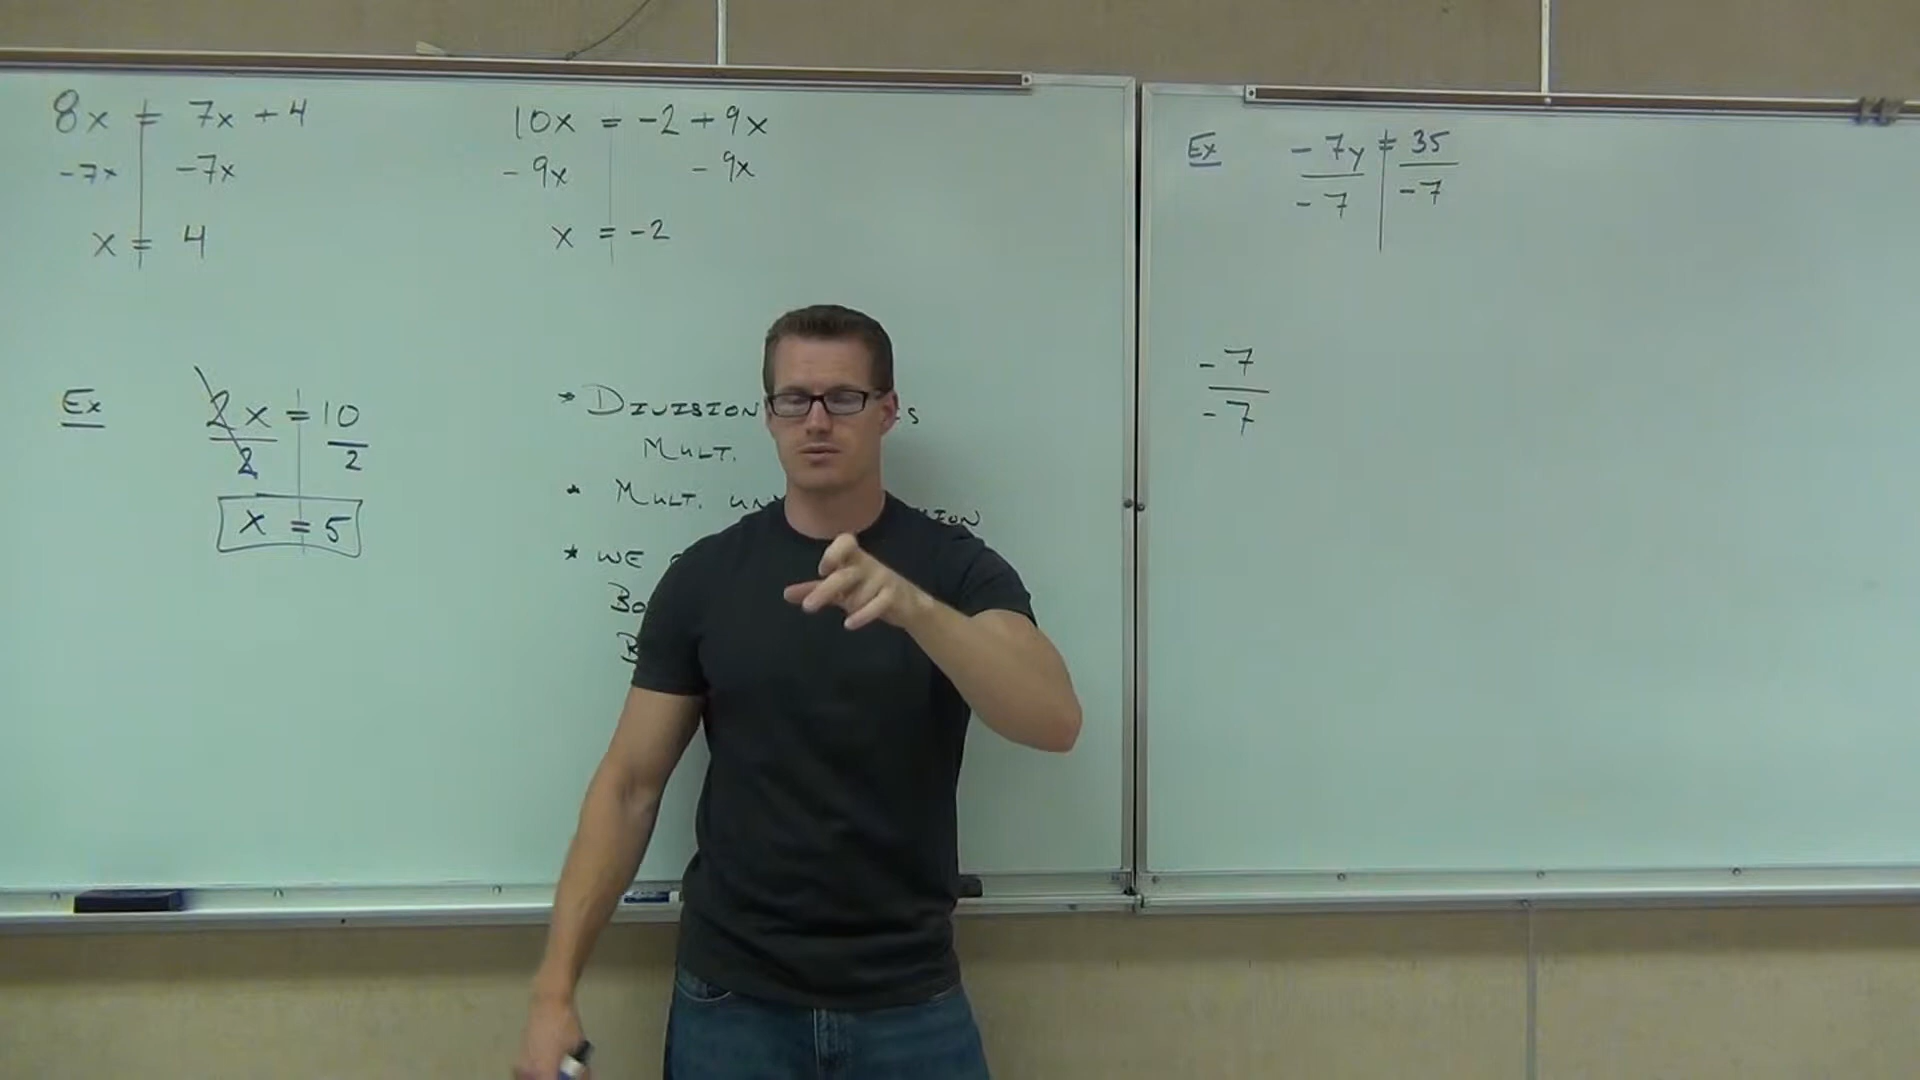 8x = 7x + 4
-7x -7x
x = 4
10x = -2 + 9x
- 9x - 9x
x = -2
Ex 2x = 10
2 2
x = 5
* DIVISION
MULT.
* MULT.
* WE
Ex - 7y = 35
- 7 - 7
- 7
- 7